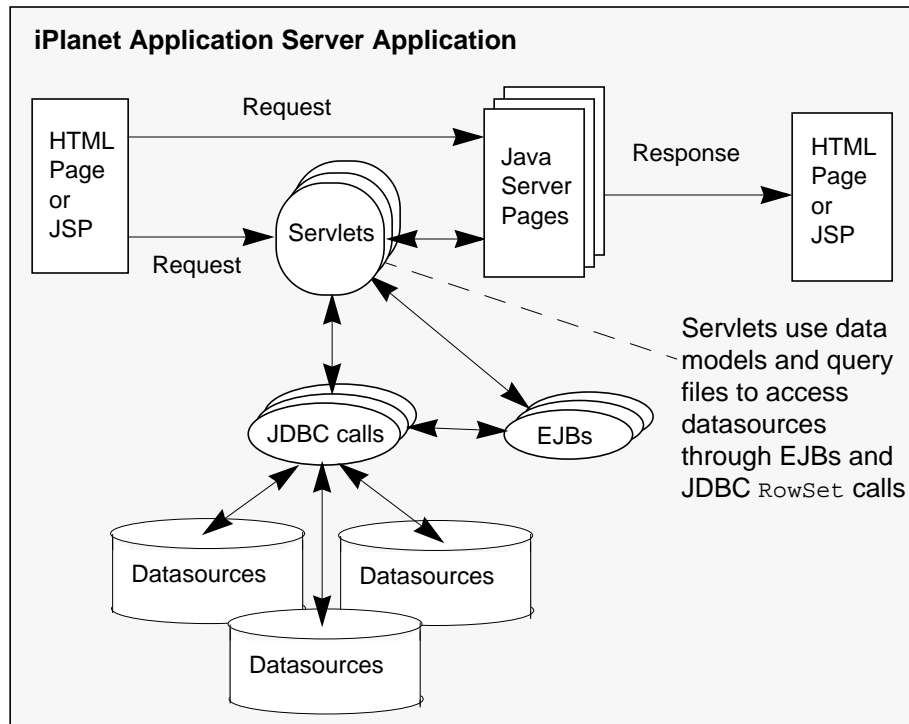 iPlanet Application Server Application
Request
HTML
Page
or
JSP
Java
Server
Pages
Response
HTML
Page
or
JSP
Servlets
Request
Servlets use data
models and query
files to access
datasources
through EJBs and
JDBC RowSet calls
JDBC calls
EJBs
Datasources
Datasources
Datasources